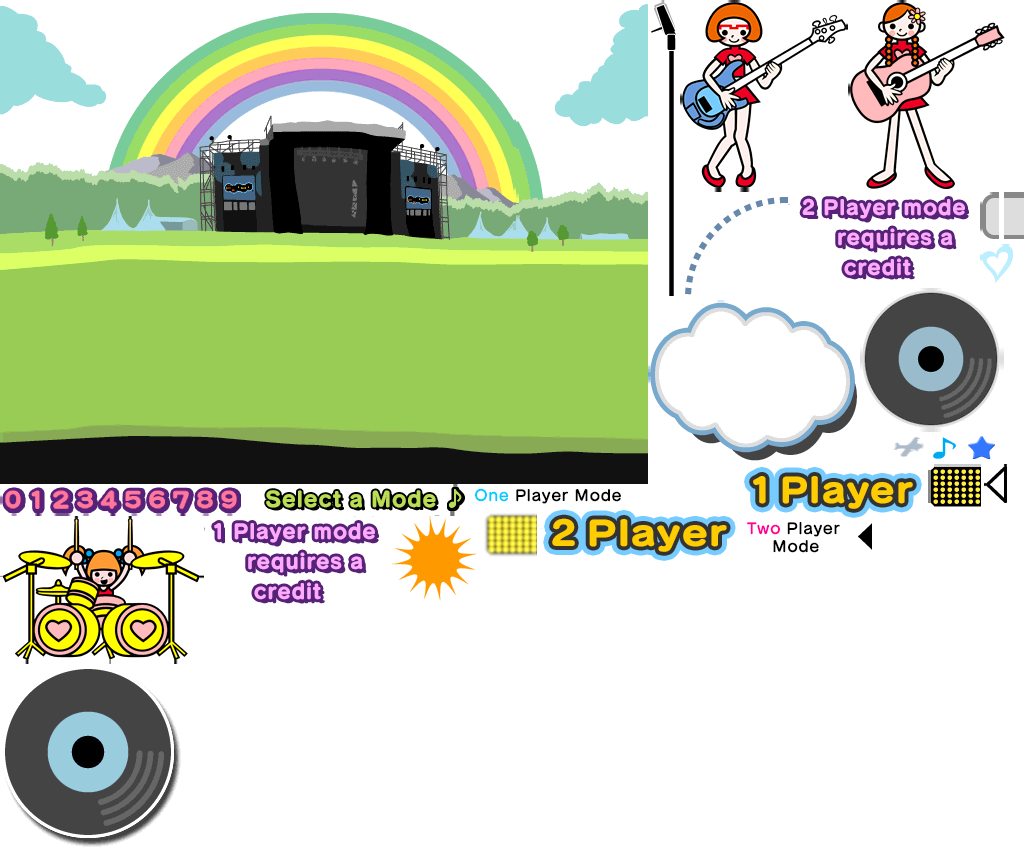 2 Player mode
requires a
credit
0123456789
Select a Mode ♪
One Player Mode
1 Player
1 Player mode
requires a
credit
2 Player
Two Player
Mode